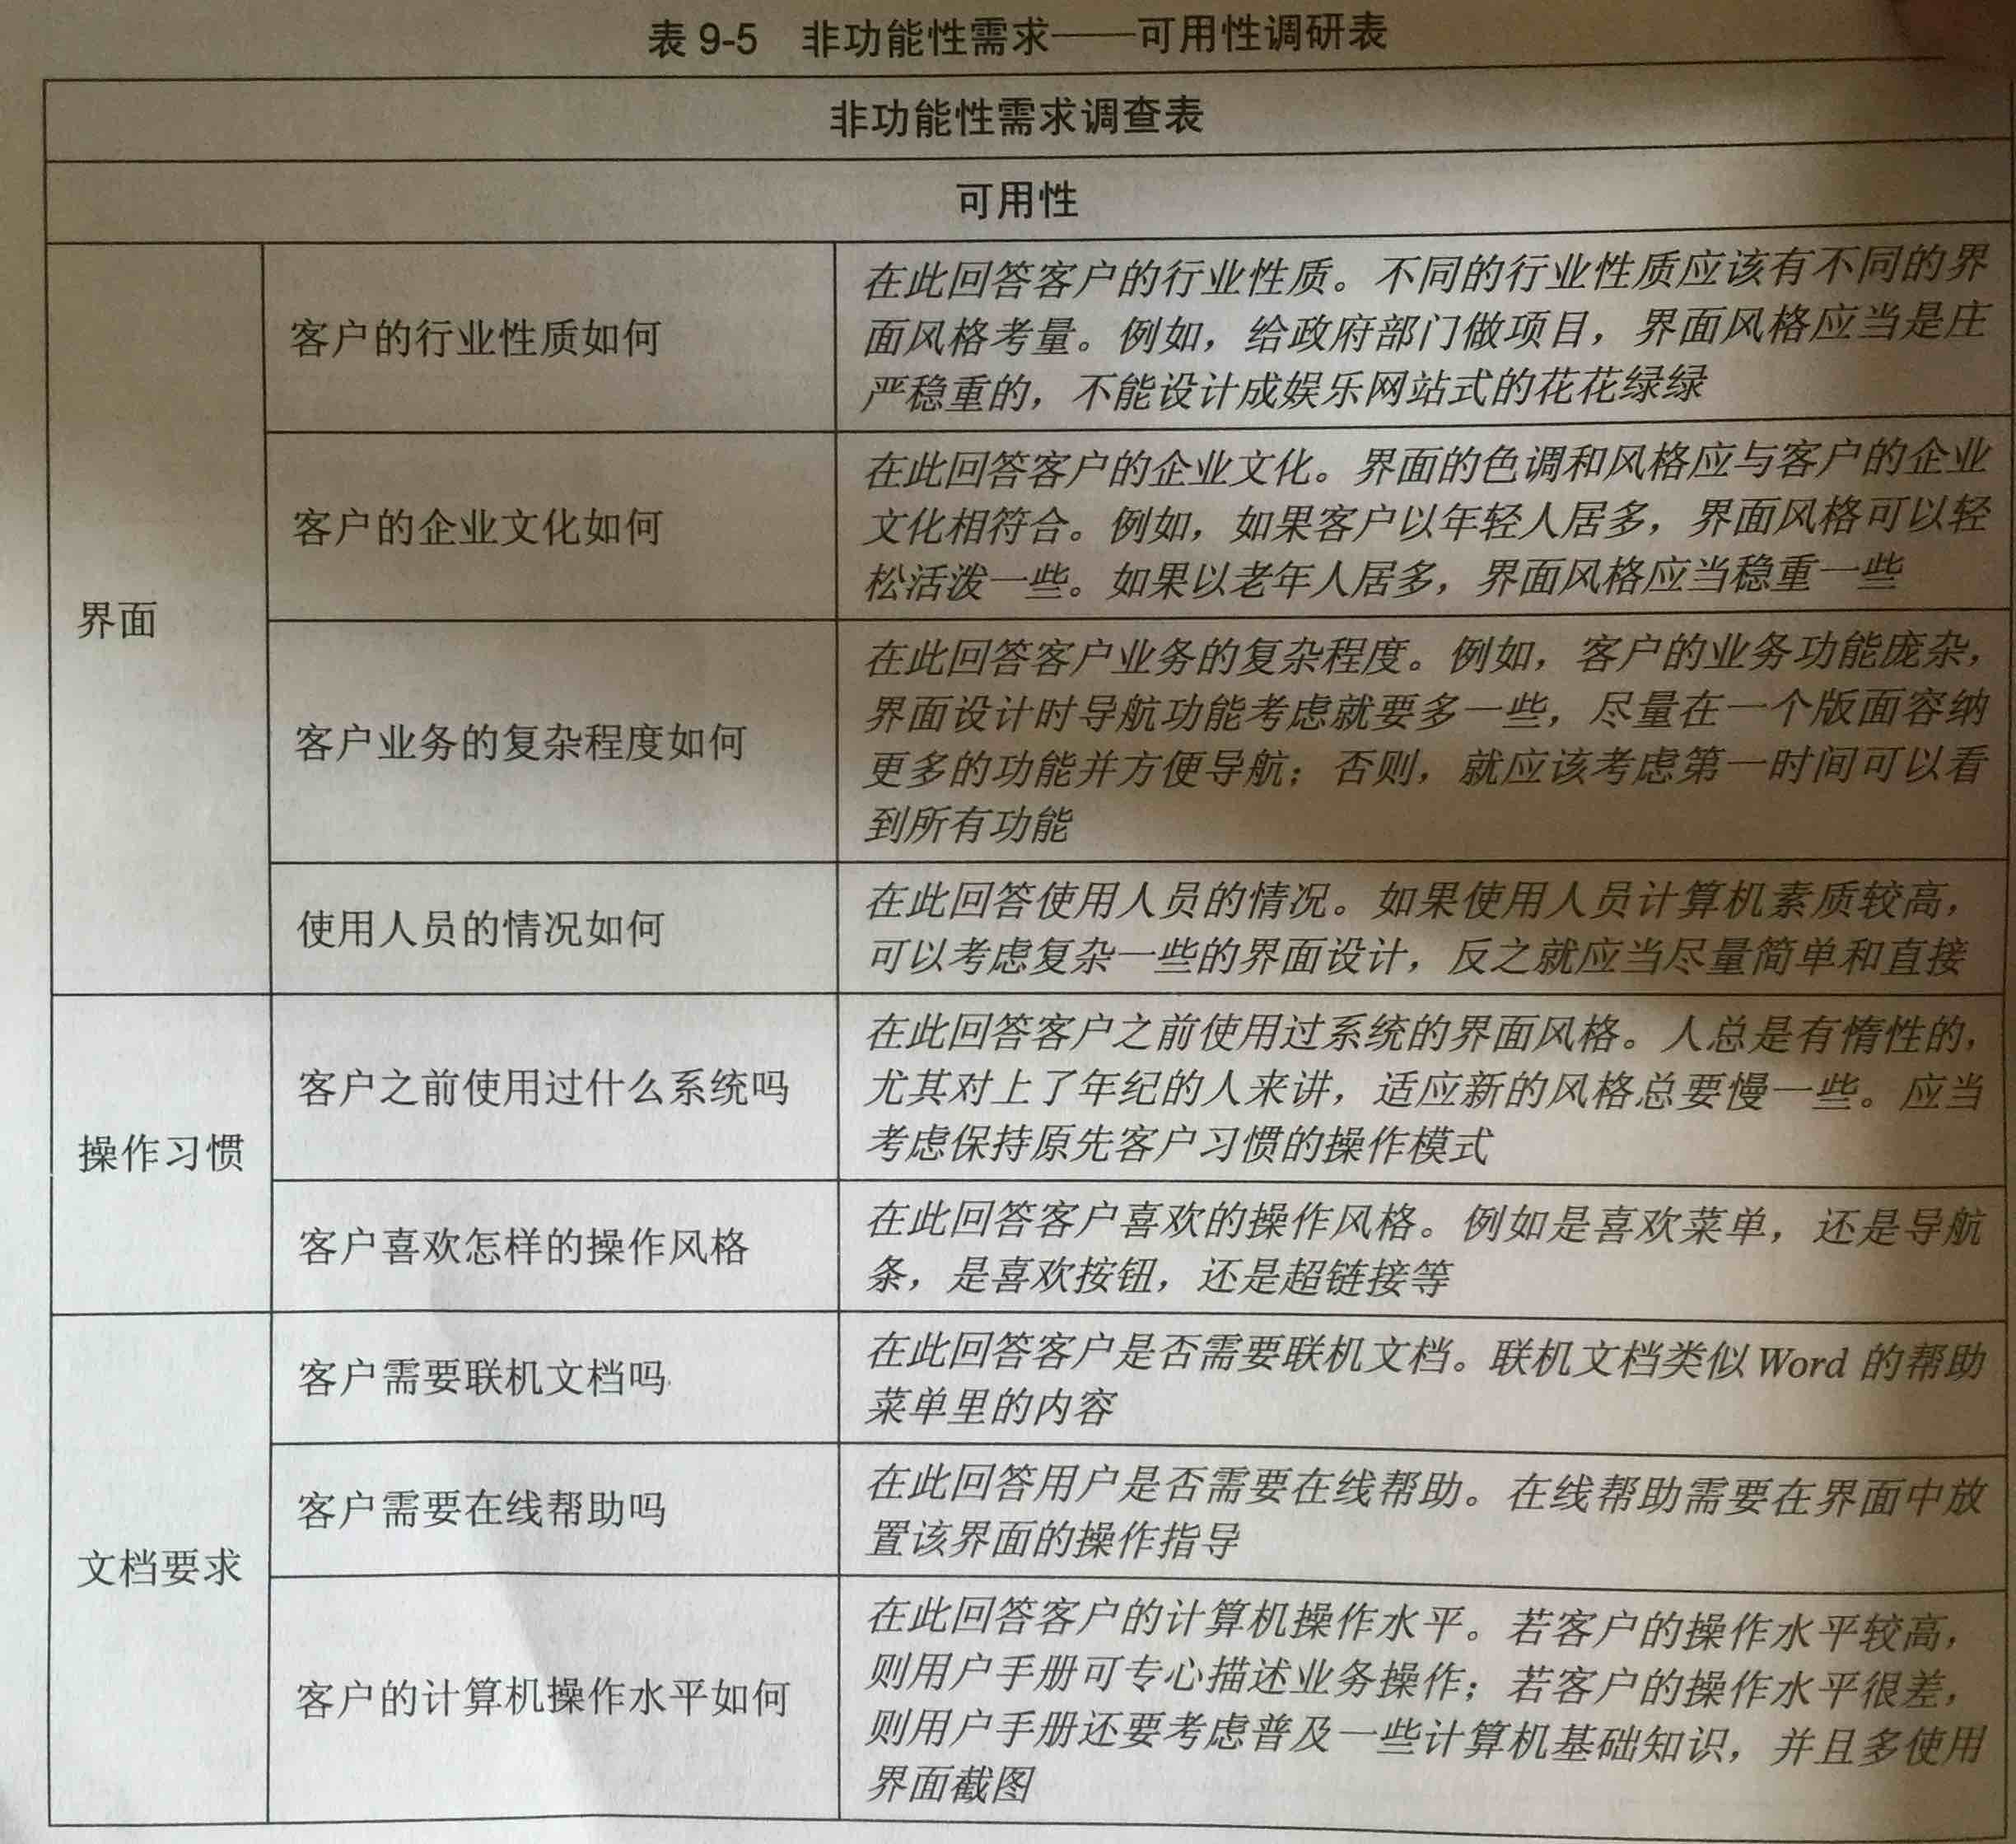 表 9-5 非功能性需求——可用性调研表
非功能性需求调查表
可用性
界面
客户的行业性质如何
在此回答客户的行业性质。不同的行业性质应该有不同的界
面风格考量。例如，给政府部门做项目，界面风格应当是庄
严稳重的，不能设计成娱乐网站式的花花绿绿
客户的企业文化如何
在此回答客户的企业文化。界面的色调和风格应与客户的企业
文化相符合。例如，如果客户以年轻人居多，界面风格可以轻
松活泼一些。如果以老年人居多，界面风格应当稳重一些
客户业务的复杂程度如何
在此回答客户业务的复杂程度。例如，客户的业务功能庞杂，
界面设计时导航功能考虑就要多一些，尽量在一个版面容纳
更多的功能并方便导航；否则，就应该考虑第一时间可以看
到所有功能
使用人员的情况如何
在此回答使用人员的情况。如果使用人员计算机素质较高，
可以考虑复杂一些的界面设计，反之就应当尽量简单和直接
操作习惯
客户之前使用过什么系统吗
在此回答客户之前使用过系统的界面风格。人总是有惰性的，
尤其对上了年纪的人来讲，适应新的风格总要慢一些。应当
考虑保持原先客户习惯的操作模式
客户喜欢怎样的操作风格
在此回答客户喜欢的操作风格。例如是喜欢菜单，还是导航
条，是喜欢按钮，还是超链接等
文档要求
客户需要联机文档吗
在此回答客户是否需要联机文档。联机文档类似 Word 的帮助
菜单里的内容
客户需要在线帮助吗
在此回答用户是否需要在线帮助。在线帮助需要在界面中放
置该界面的操作指导
客户的计算机操作水平如何
在此回答客户的计算机操作水平。若客户的操作水平较高，
则用户手册可专心描述业务操作；若客户的操作水平很差，
则用户手册还要考虑普及一些计算机基础知识，并且多使用
界面截图